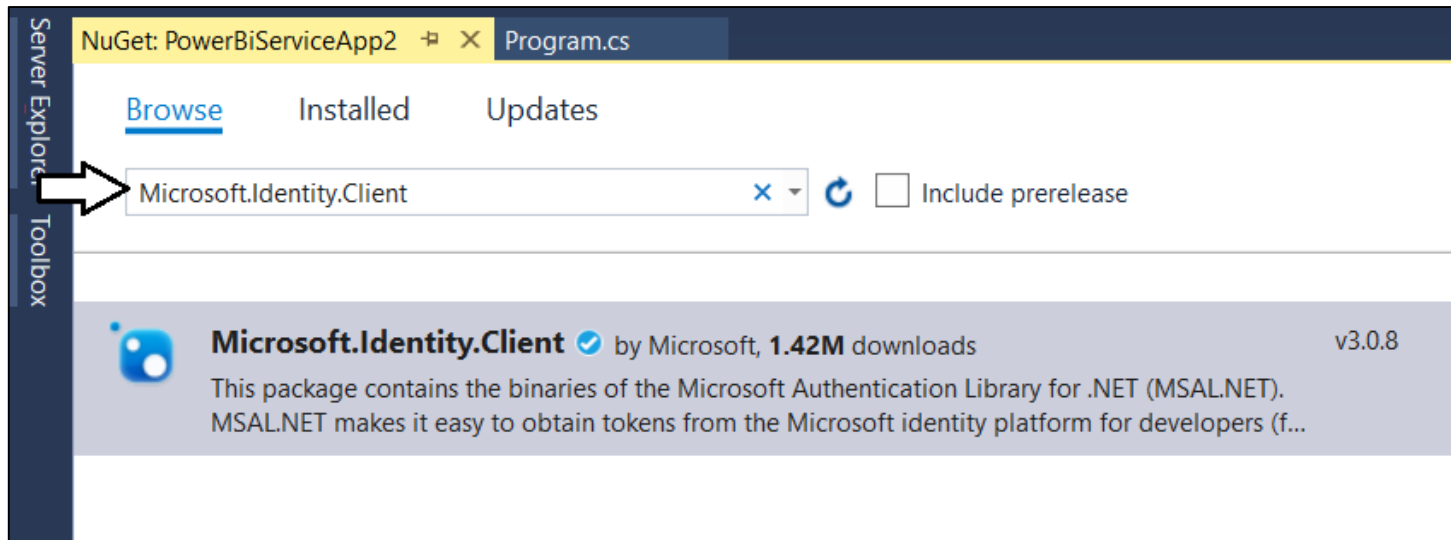 Server Explorer
Toolbox
NuGet: PowerBiServiceApp2
Program.cs
Browse Installed Updates
Microsoft.Identity.Client
Include prerelease
Microsoft.Identity.Client by Microsoft, 1.42M downloads v3.0.8
This package contains the binaries of the Microsoft Authentication Library for .NET (MSAL.NET).
MSAL.NET makes it easy to obtain tokens from the Microsoft identity platform for developers (f...